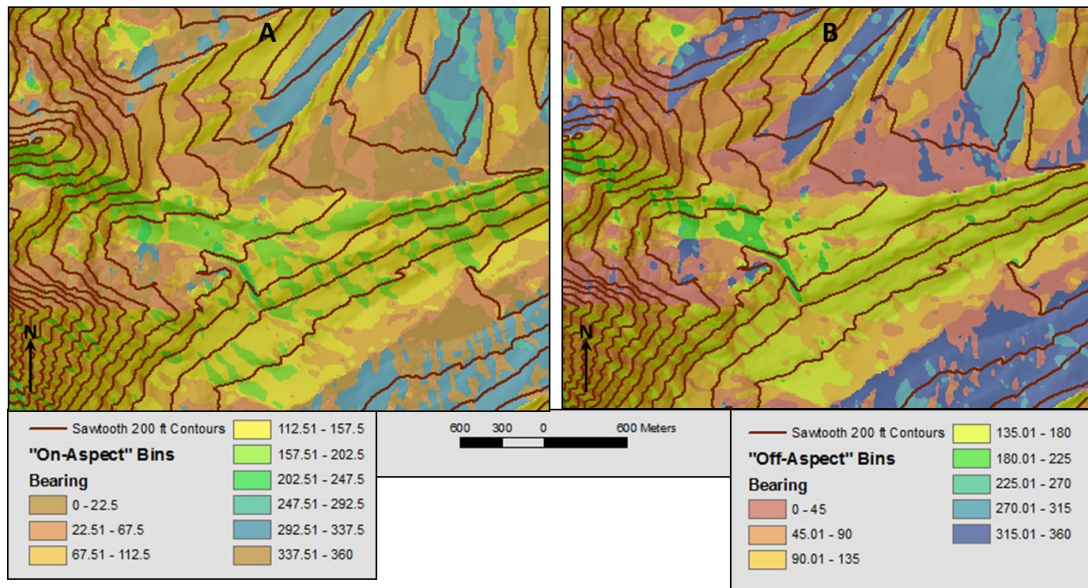 A
B
N
N
Sawtooth 200 ft Contours
"On-Aspect" Bins
Bearing
0 - 22.5
22.51 - 67.5
67.51 - 112.5
112.51 - 157.5
157.51 - 202.5
202.51 - 247.5
247.51 - 292.5
292.51 - 337.5
337.51 - 360
600 300 0 600 Meters
Sawtooth 200 ft Contours
"Off-Aspect" Bins
Bearing
0 - 45
45.01 - 90
90.01 - 135
135.01 - 180
180.01 - 225
225.01 - 270
270.01 - 315
315.01 - 360